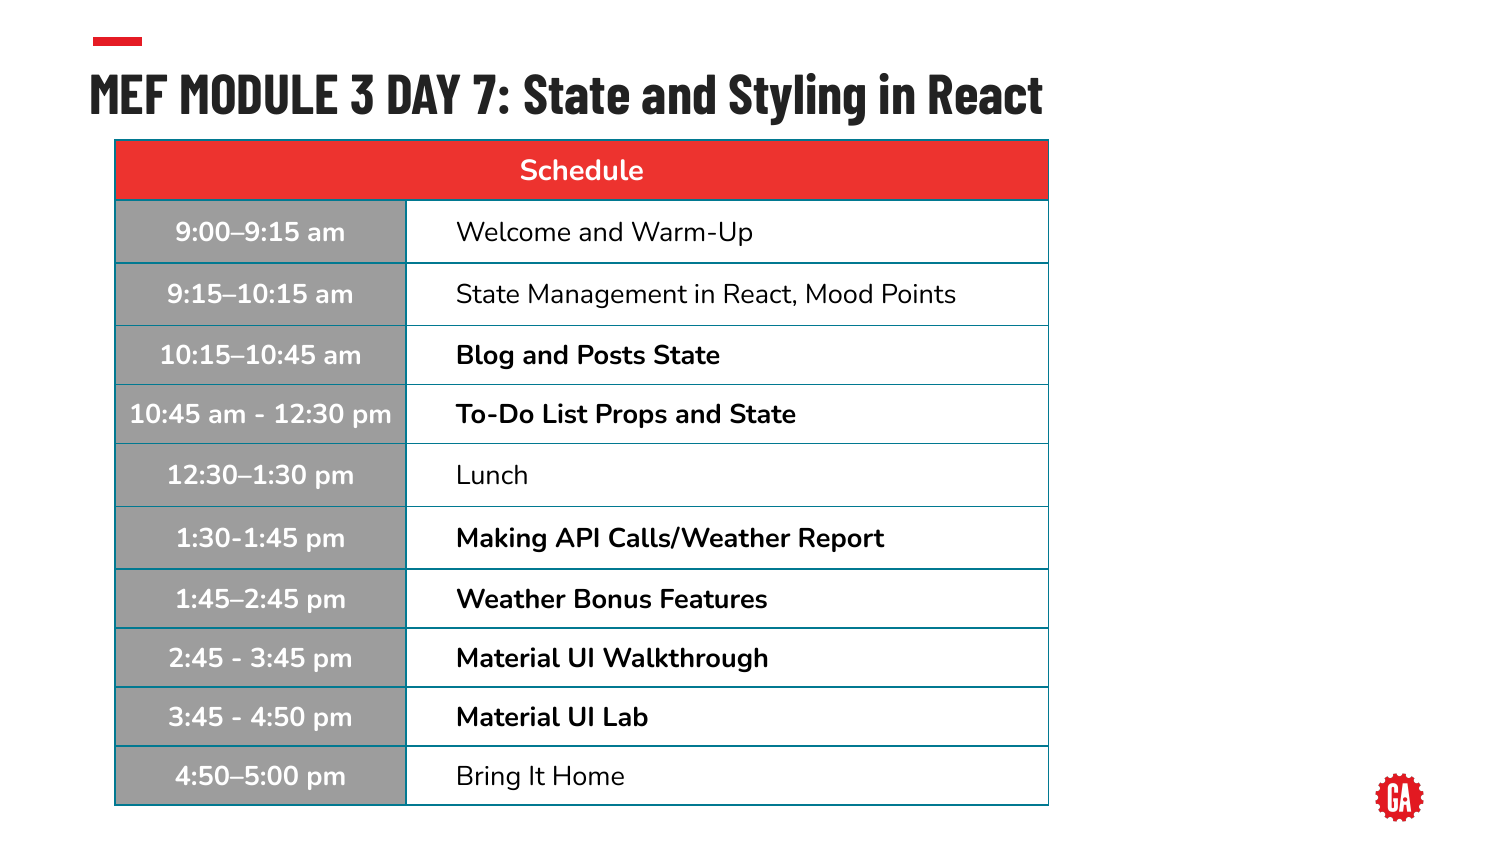 MEF MODULE 3 DAY 7: State and Styling in React
Schedule
9:00–9:15 am Welcome and Warm-Up
9:15–10:15 am State Management in React, Mood Points
10:15–10:45 am Blog and Posts State
10:45 am - 12:30 pm To-Do List Props and State
12:30–1:30 pm Lunch
1:30-1:45 pm Making API Calls/Weather Report
1:45–2:45 pm Weather Bonus Features
2:45 - 3:45 pm Material UI Walkthrough
3:45 - 4:50 pm Material UI Lab
4:50–5:00 pm Bring It Home
GA